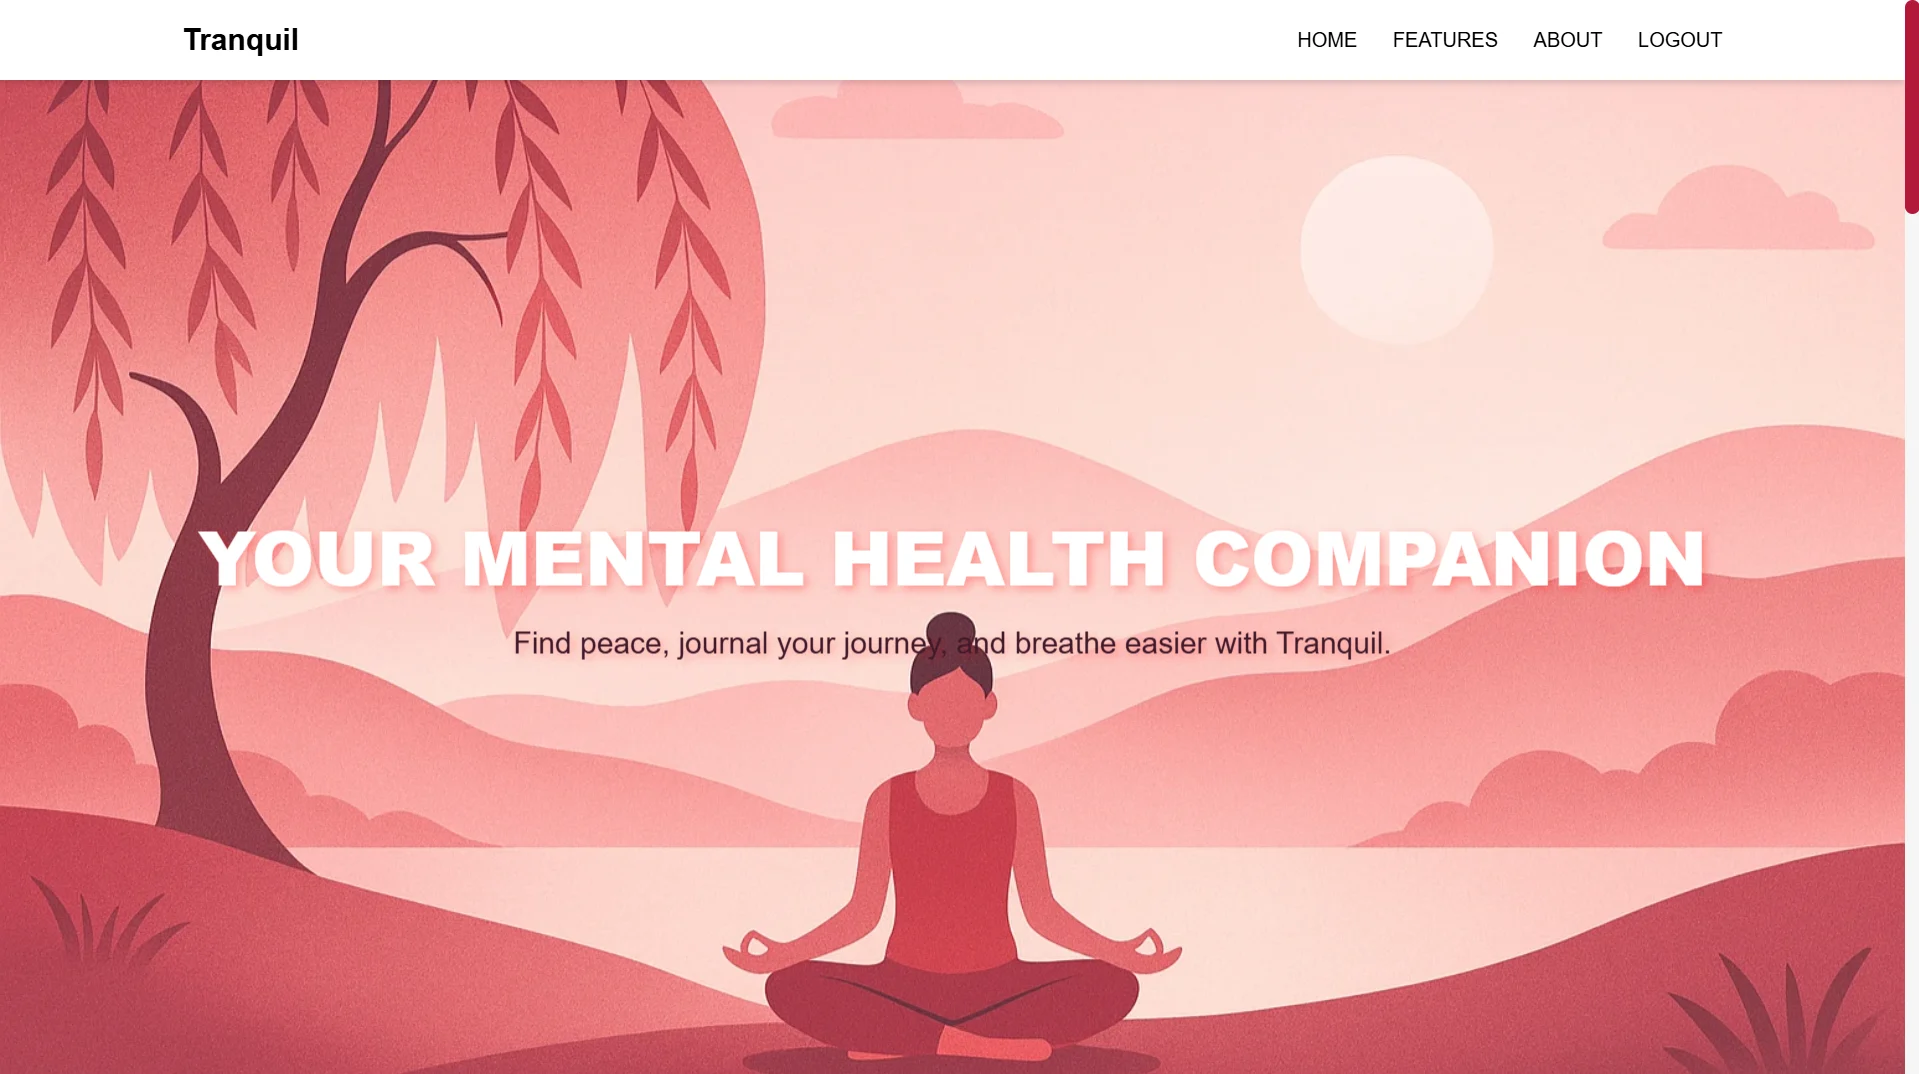 Tranquil
HOME FEATURES ABOUT LOGOUT
YOUR MENTAL HEALTH COMPANION
Find peace, journal your journey, and breathe easier with Tranquil.